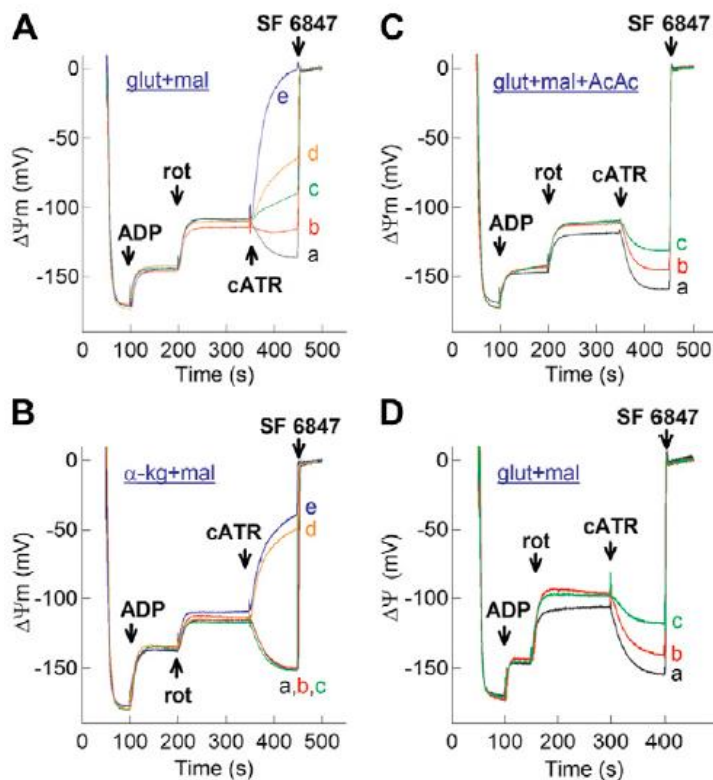 A
SF 6847
0
glut+mal
e
-50
rot
d
ΔΨm (mV)
-100
c
ADP
b
a
-150
cATR
0 100 200 300 400 500
Time (s)
C
SF 6847
0
glut+mal+AcAc
-50
rot
cATR
ΔΨm (mV)
-100
ADP
c
b
-150
a
0 100 200 300 400 500
Time (s)
B
SF 6847
0
α-kg+mal
e
-50
cATR
d
ΔΨm (mV)
-100
ADP
-150
rot
a,b,c
0 100 200 300 400 500
Time (s)
D
SF 6847
0
glut+mal
-50
rot
cATR
ΔΨm (mV)
-100
ADP
c
b
-150
a
0 100 200 300 400 500
Time (s)